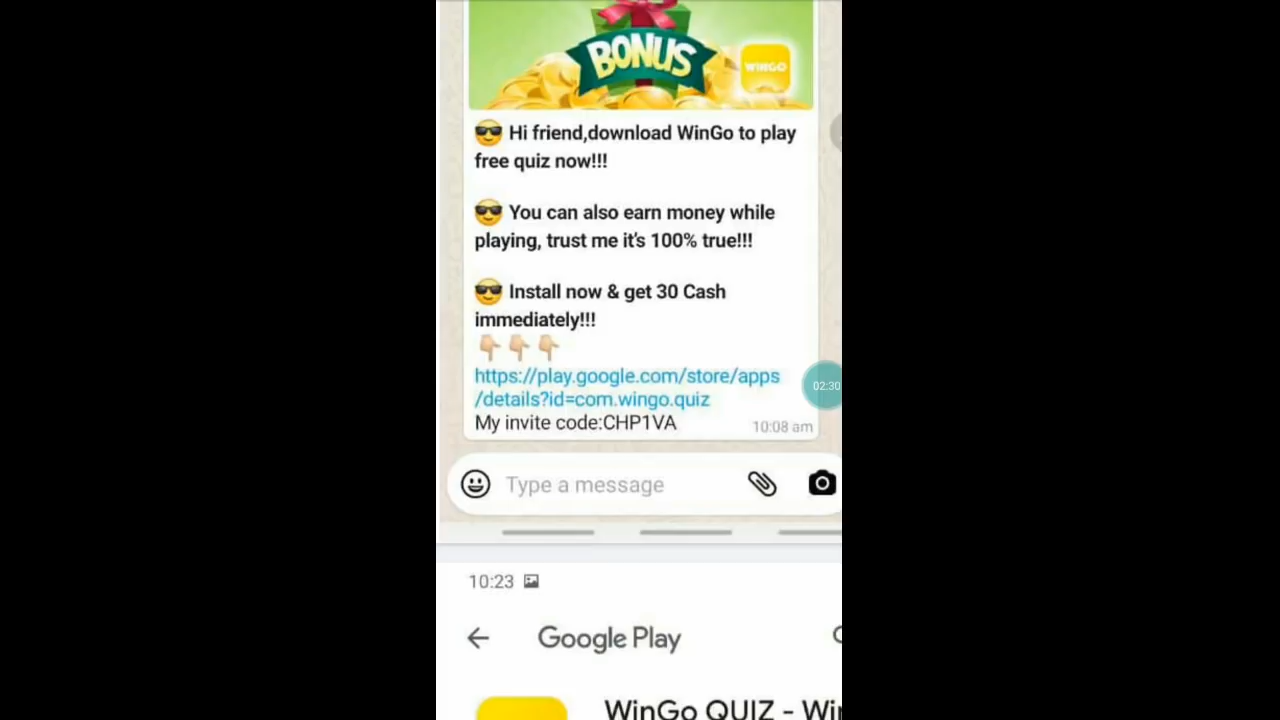 BONUS
WINGO
😎 Hi friend,download WinGo to play
free quiz now!!!
😎 You can also earn money while
playing, trust me it's 100% true!!!
😎 Install now & get 30 Cash
immediately!!!
👇🏻👇🏻👇🏻
https://play.google.com/store/apps
/details?id=com.wingo.quiz
02:30
My invite code:CHP1VA
10:08 am
Type a message
10:23
Google Play
WinGo QUIZ - Wi